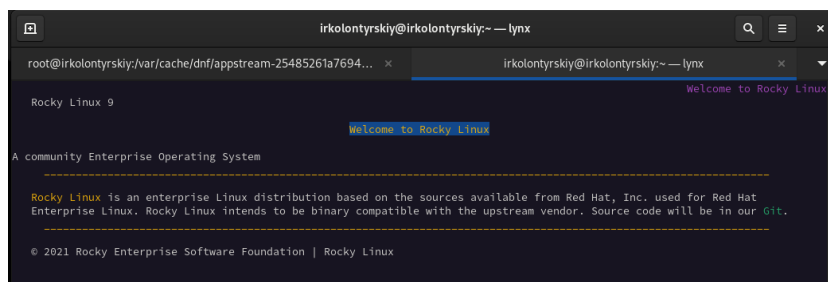 irkolontyrskiy@irkolontyrskiy:~ — lynx
root@irkolontyrskiy:/var/cache/dnf/appstream-25485261a7694...
irkolontyrskiy@irkolontyrskiy:~ — lynx
Welcome to Rocky Linux
Rocky Linux 9
Welcome to Rocky Linux
A community Enterprise Operating System
Rocky Linux is an enterprise Linux distribution based on the sources available from Red Hat, Inc. used for Red Hat
Enterprise Linux. Rocky Linux intends to be binary compatible with the upstream vendor. Source code will be in our Git.
© 2021 Rocky Enterprise Software Foundation | Rocky Linux